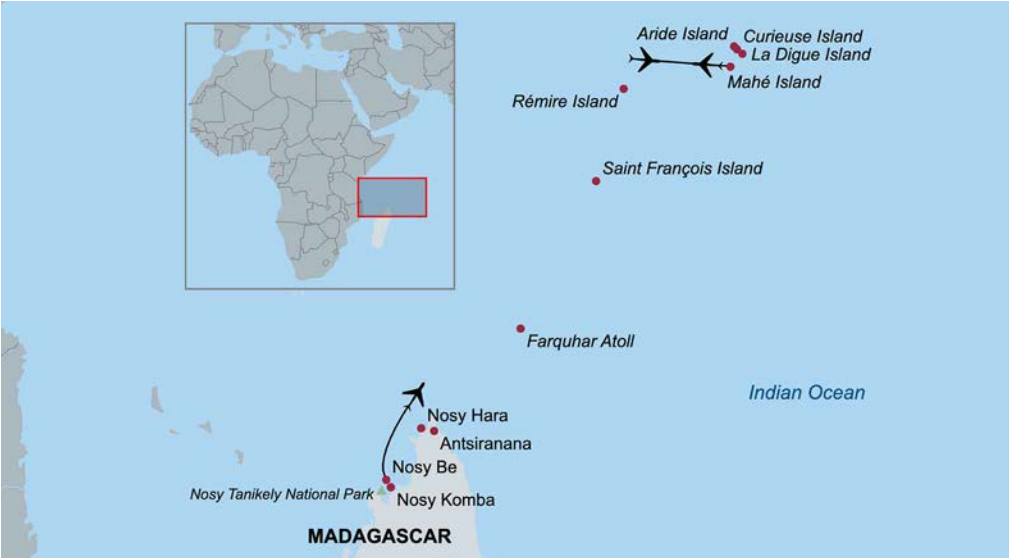 Aride Island
Curieuse Island
La Digue Island
Mahé Island
Rémire Island
Saint François Island
Farquhar Atoll
Indian Ocean
Nosy Hara
Antsiranana
Nosy Be
Nosy Tanikely National Park
Nosy Komba
MADAGASCAR